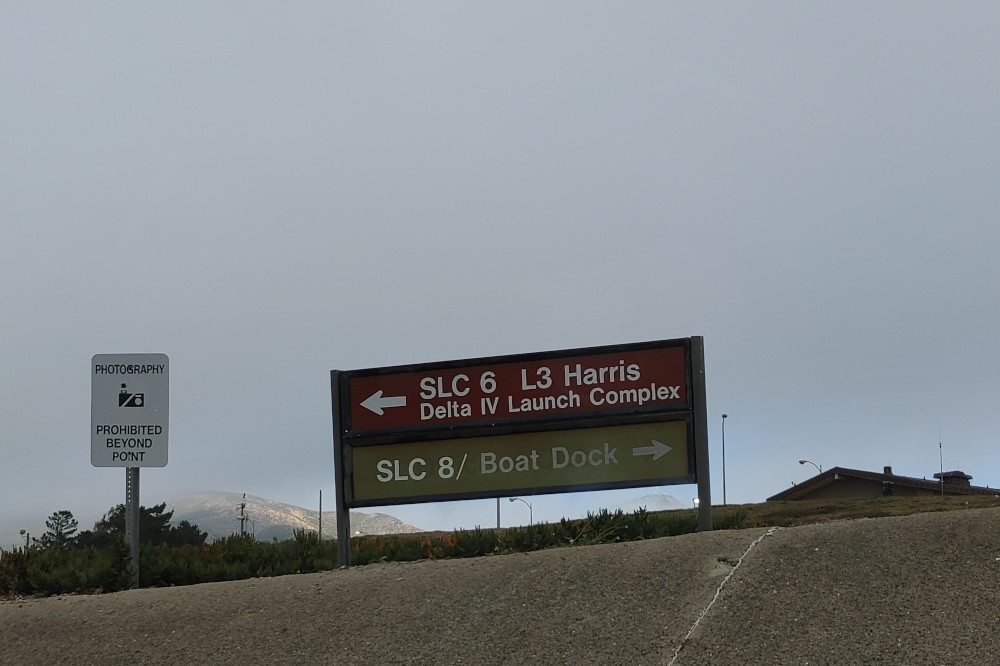 PHOTOGRAPHY
PROHIBITED
BEYOND
POINT
SLC 6 L3 Harris
Delta IV Launch Complex
SLC 8/ Boat Dock